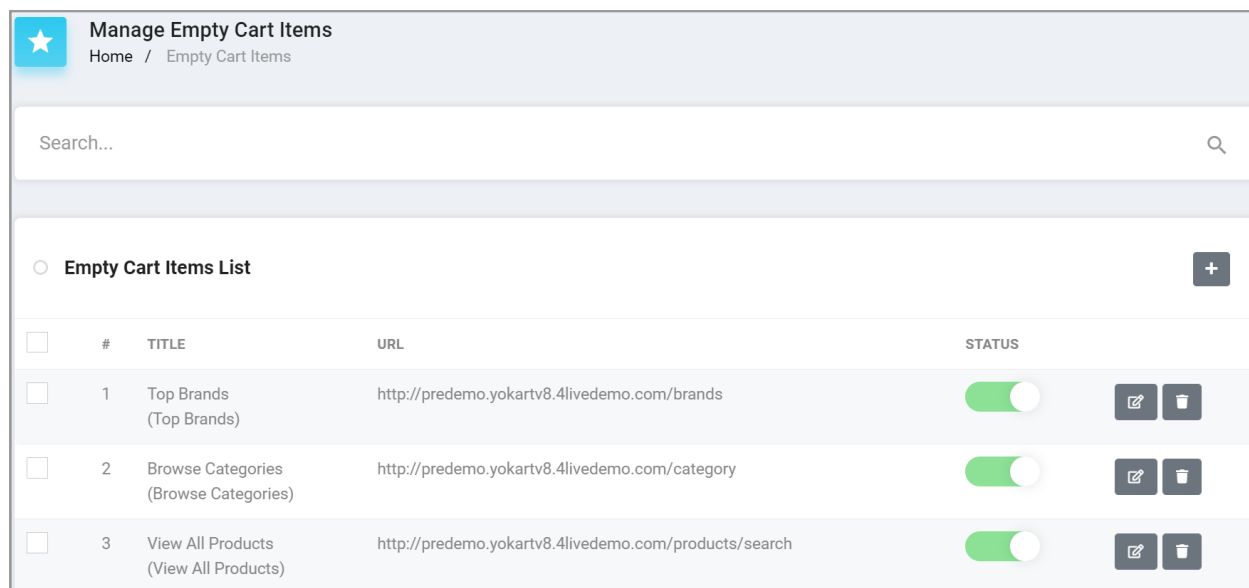 Manage Empty Cart Items
Home / Empty Cart Items
Search...
Empty Cart Items List
# TITLE URL STATUS
1 Top Brands http://predemo.yokartv8.4livedemo.com/brands
(Top Brands)
2 Browse Categories http://predemo.yokartv8.4livedemo.com/category
(Browse Categories)
3 View All Products http://predemo.yokartv8.4livedemo.com/products/search
(View All Products)